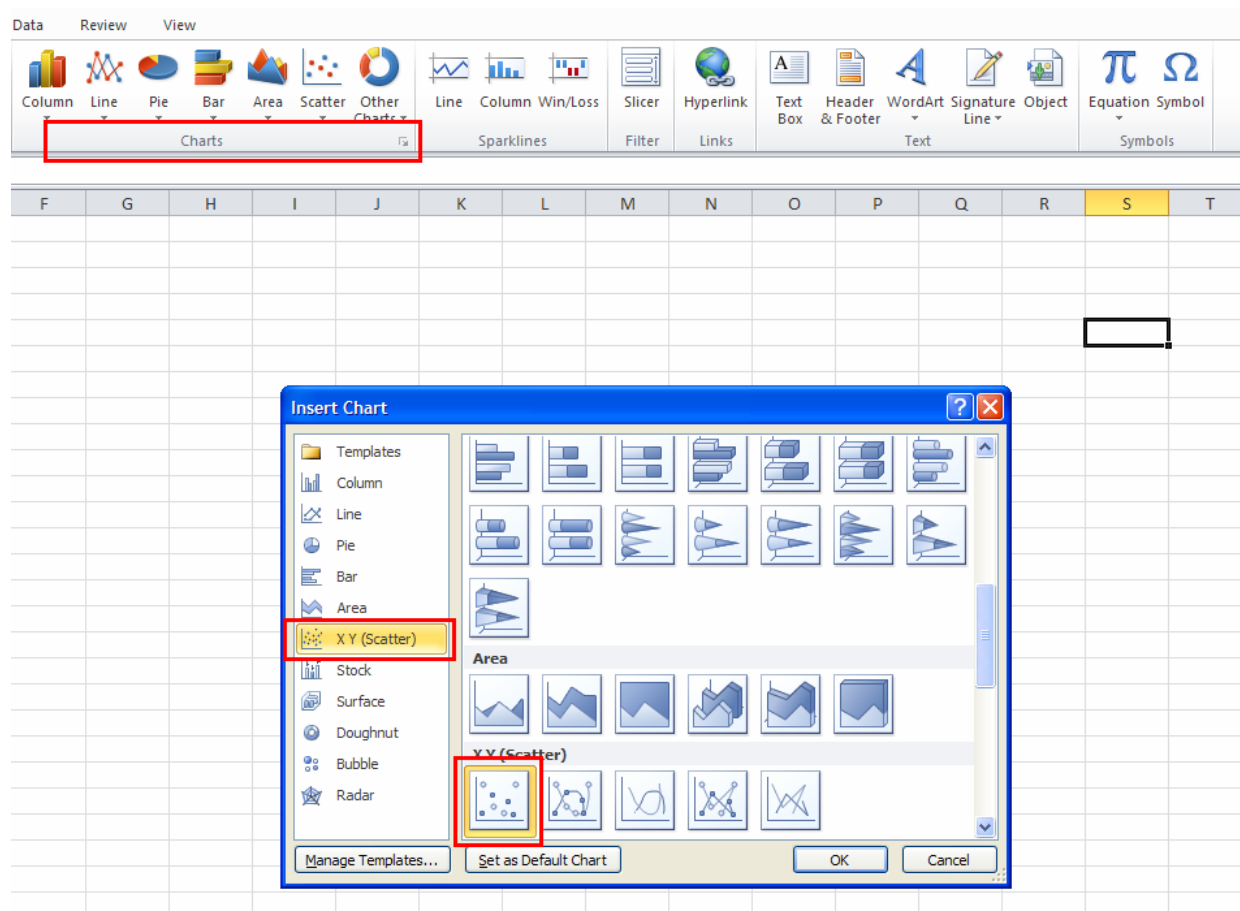 Data Review View
Column Line Pie Bar Area Scatter Other Charts Line Column Win/Loss Slicer Hyperlink Text Box Header & Footer WordArt Signature Line Object Equation Symbol
Charts Sparklines Filter Links Text Symbols
F G H I J K L M N O P Q R S T
Insert Chart
Templates
Column
Line
Pie
Bar
Area
X Y (Scatter)
Stock
Surface
Doughnut
Bubble
Radar
Area
X Y (Scatter)
Manage Templates... Set as Default Chart OK Cancel